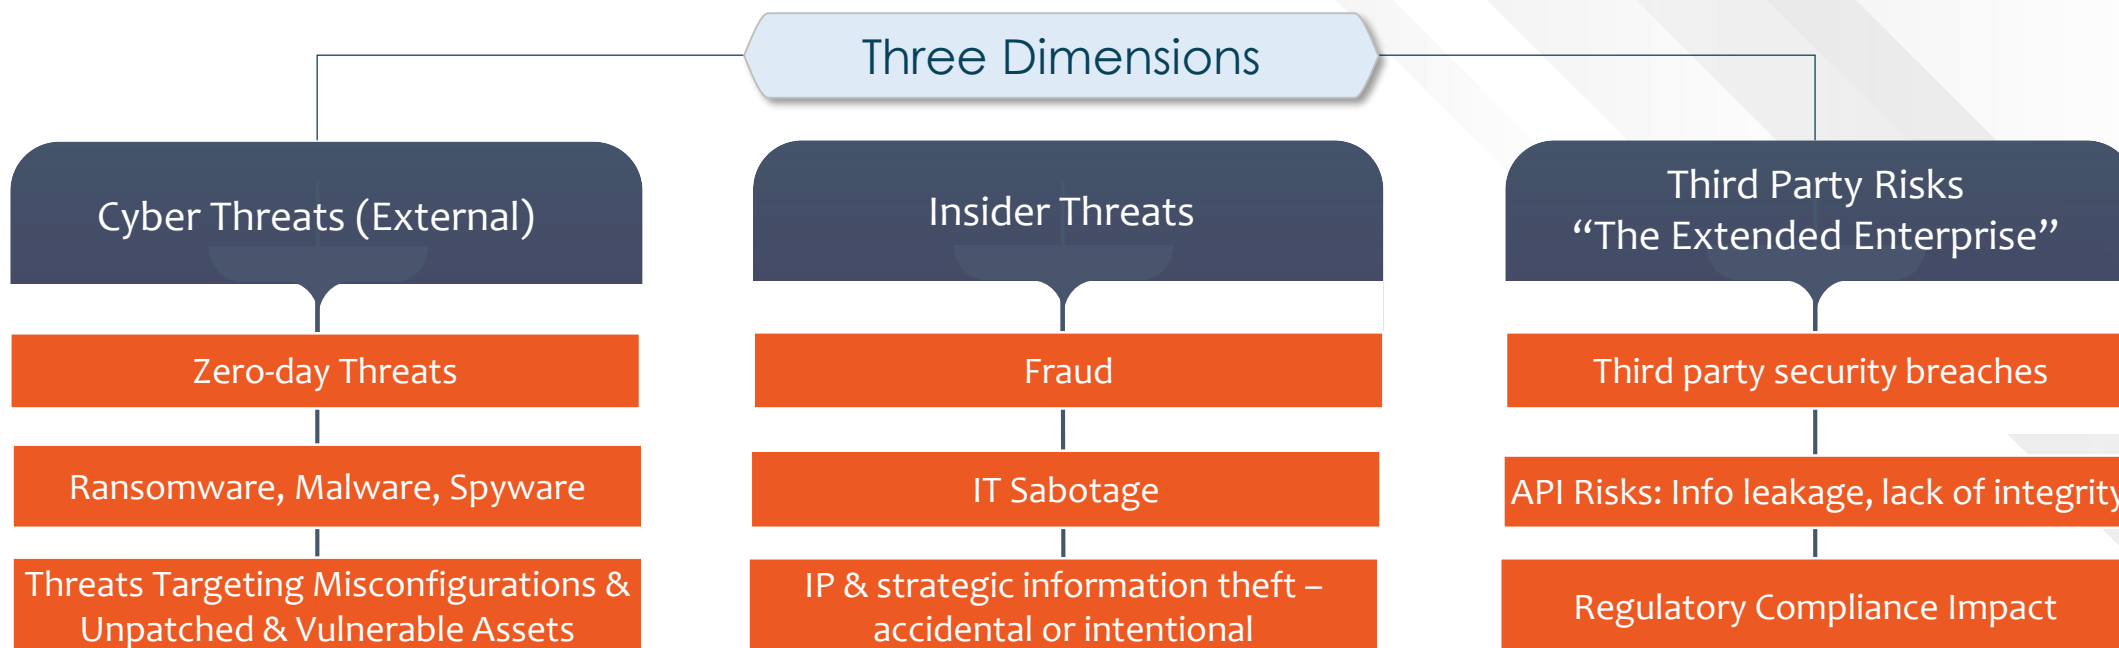 Three Dimensions
Cyber Threats (External)
Zero-day Threats
Ransomware, Malware, Spyware
Threats Targeting Misconfigurations &
Unpatched & Vulnerable Assets
Insider Threats
Fraud
IT Sabotage
IP & strategic information theft –
accidental or intentional
Third Party Risks
“The Extended Enterprise”
Third party security breaches
API Risks: Info leakage, lack of integrity
Regulatory Compliance Impact